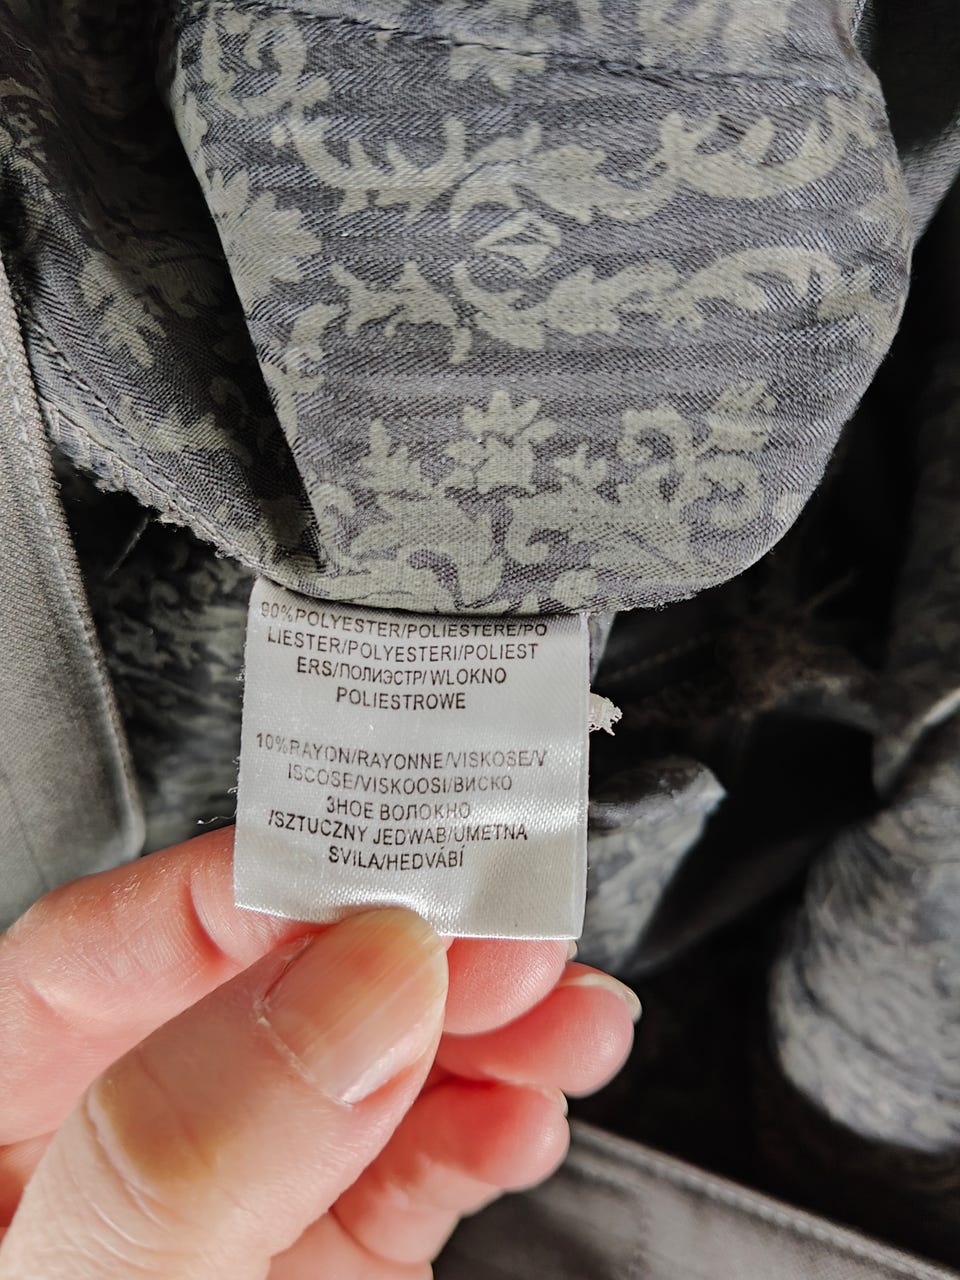 90%POLYESTER/POLIESTERE/PO
LIESTER/POLYESTERI/POLIEST
ERS/ПОЛИЭСТР/ WLOKNO
POLIESTROWE
10%RAYON/RAYONNE/VISKOSE/V
ISCOSE/VISKOOSI/ВИСКО
ЗНОЕ ВОЛОКНО
/SZTUCZNY JEDWAB/UMETNA
SVILA/HEDVÁBÍ